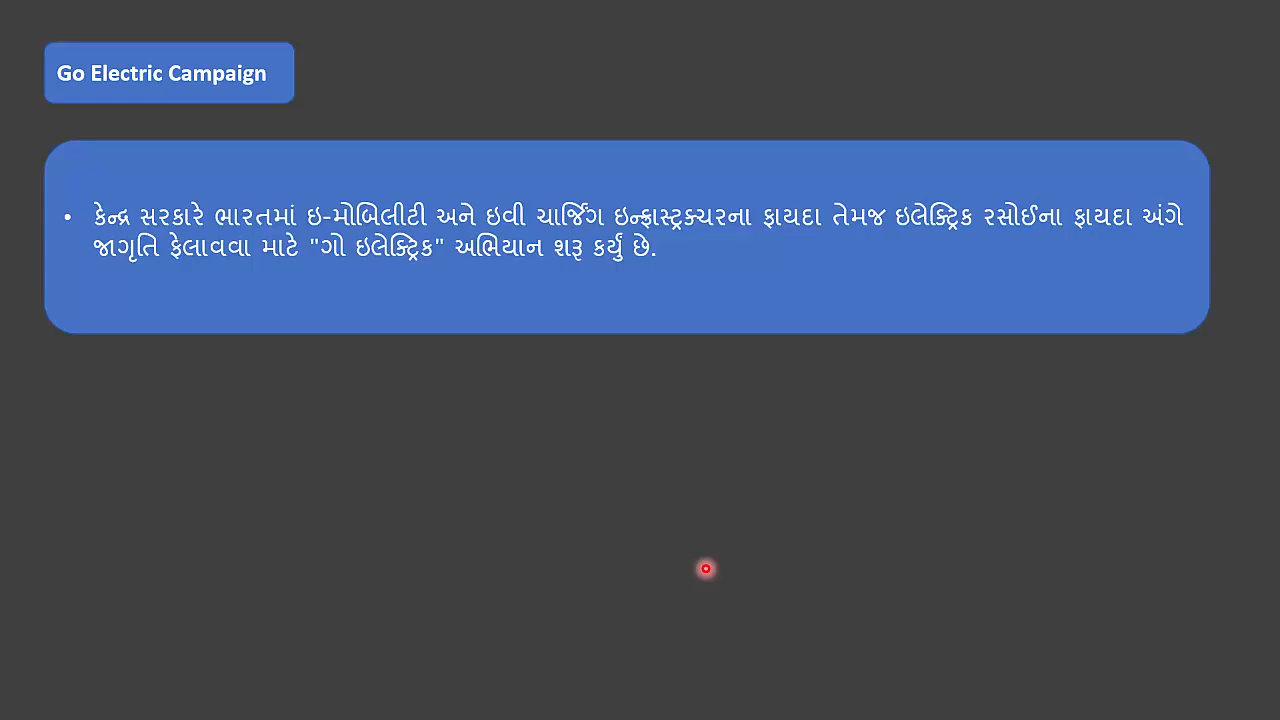 Go Electric Campaign
• કેન્દ્ર સરકારે ભારતમાં ઇ-મોબિલીટી અને ઇવી ચાર્જિંગ ઇન્ફ્રાસ્ટ્રક્ચરના ફાયદા તેમજ ઇલેક્ટ્રિક રસોઈના ફાયદા અંગે
જાગૃતિ ફેલાવવા માટે "ગો ઇલેક્ટ્રિક" અભિયાન શરૂ કર્યું છે.